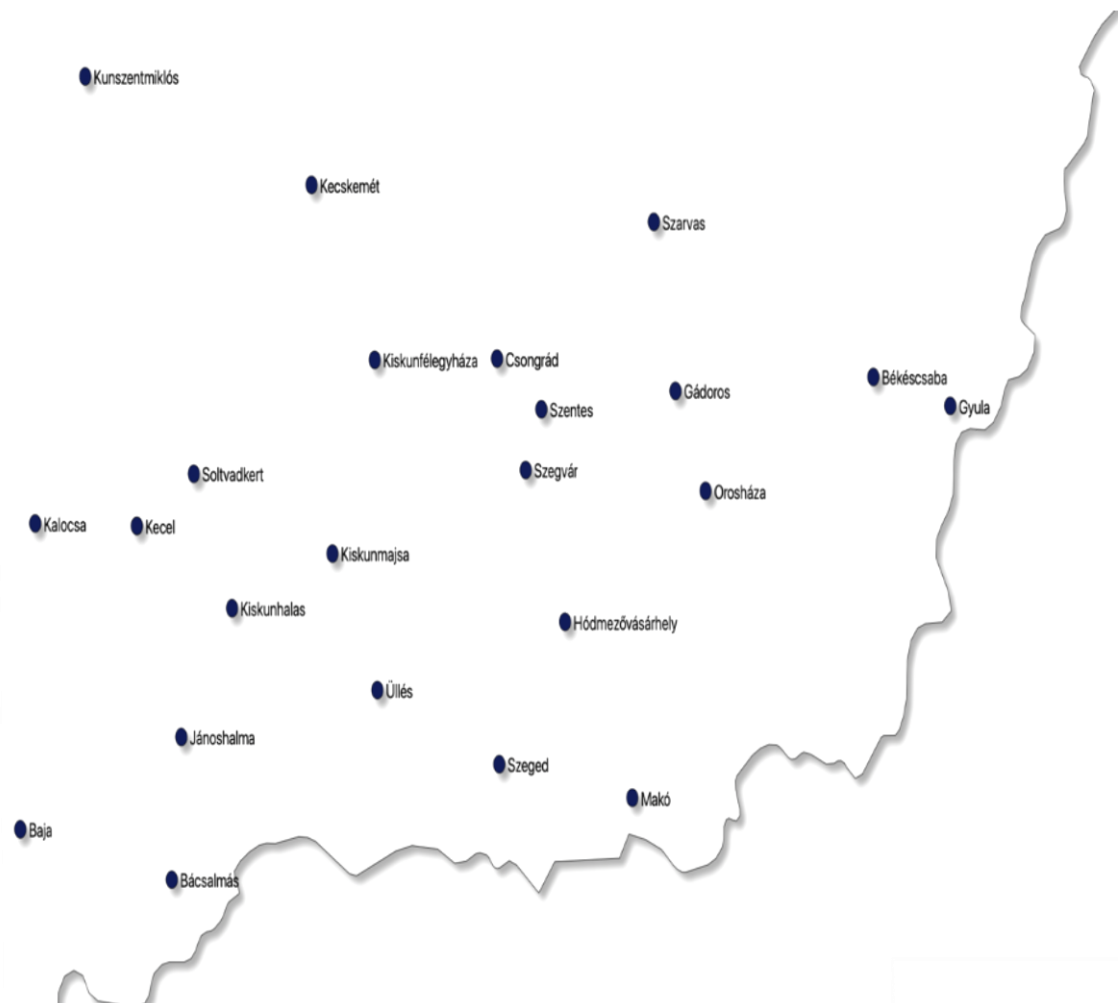 Kunszentmiklós
Kecskemét
Szarvas
Kiskunfélegyháza
Csongrád
Békéscsaba
Gádoros
Gyula
Szentes
Szegvár
Soltvadkert
Orosháza
Kalocsa
Kecel
Kiskunmajsa
Kiskunhalas
Hódmezővásárhely
Üllés
Jánoshalma
Szeged
Makó
Baja
Bácsalmás